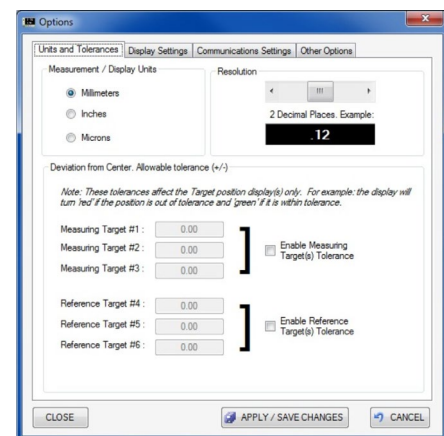 Options
Units and Tolerances Display Settings Communications Settings Other Options
Measurement / Display Units
Millimeters
Inches
Microns
Resolution
2 Decimal Places. Example:
.12
Deviation from Center. Allowable tolerance (+/-)
Note: These tolerances affect the Target position display(s) only. For example: the display will
turn 'red' if the position is out of tolerance and 'green' if it is within tolerance.
Measuring Target #1 : 0.00
Measuring Target #2 : 0.00
Measuring Target #3 : 0.00
Enable Measuring
Target(s) Tolerance
Reference Target #4 : 0.00
Reference Target #5 : 0.00
Reference Target #6 : 0.00
Enable Reference
Target(s) Tolerance
CLOSE APPLY / SAVE CHANGES CANCEL